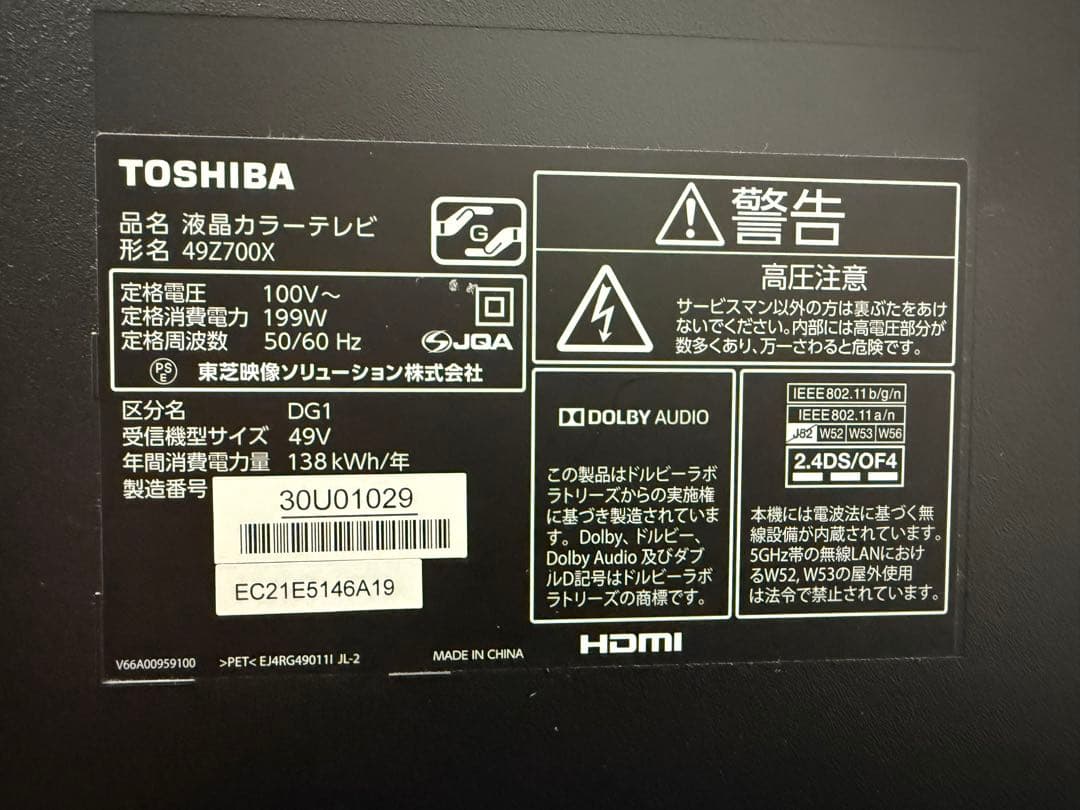 TOSHIBA
品名 液晶カラーテレビ
形名 49Z700X
G
定格電圧 100V～
定格消費電力 199W
定格周波数 50/60 Hz
JQA
PSE 東芝映像ソリューション株式会社
区分名 DG1
受信機型サイズ 49V
年間消費電力量 138kWh/年
製造番号 30U01029
EC21E5146A19
V66A00959100 >PET< EJ4RG49011I JL-2 MADE IN CHINA
警告
高圧注意
サービスマン以外の方は裏ぶたをあけ
ないでください。内部には高電圧部分が
数多くあり、万一さわると危険です。
DOLBY AUDIO
この製品はドルビーラボ
ラトリーズからの実施権
に基づき製造されていま
す。Dolby、ドルビー、
Dolby Audio 及びダブ
ルD記号はドルビーラボ
ラトリーズの商標です。
IEEE802.11b/g/n
IEEE802.11a/n
J52 W52 W53 W56
2.4DS/OF4
本機には電波法に基づく無
線設備が内蔵されています。
5GHz帯の無線LANにおけ
るW52, W53の屋外使用
は法令で禁止されています。
HDMI